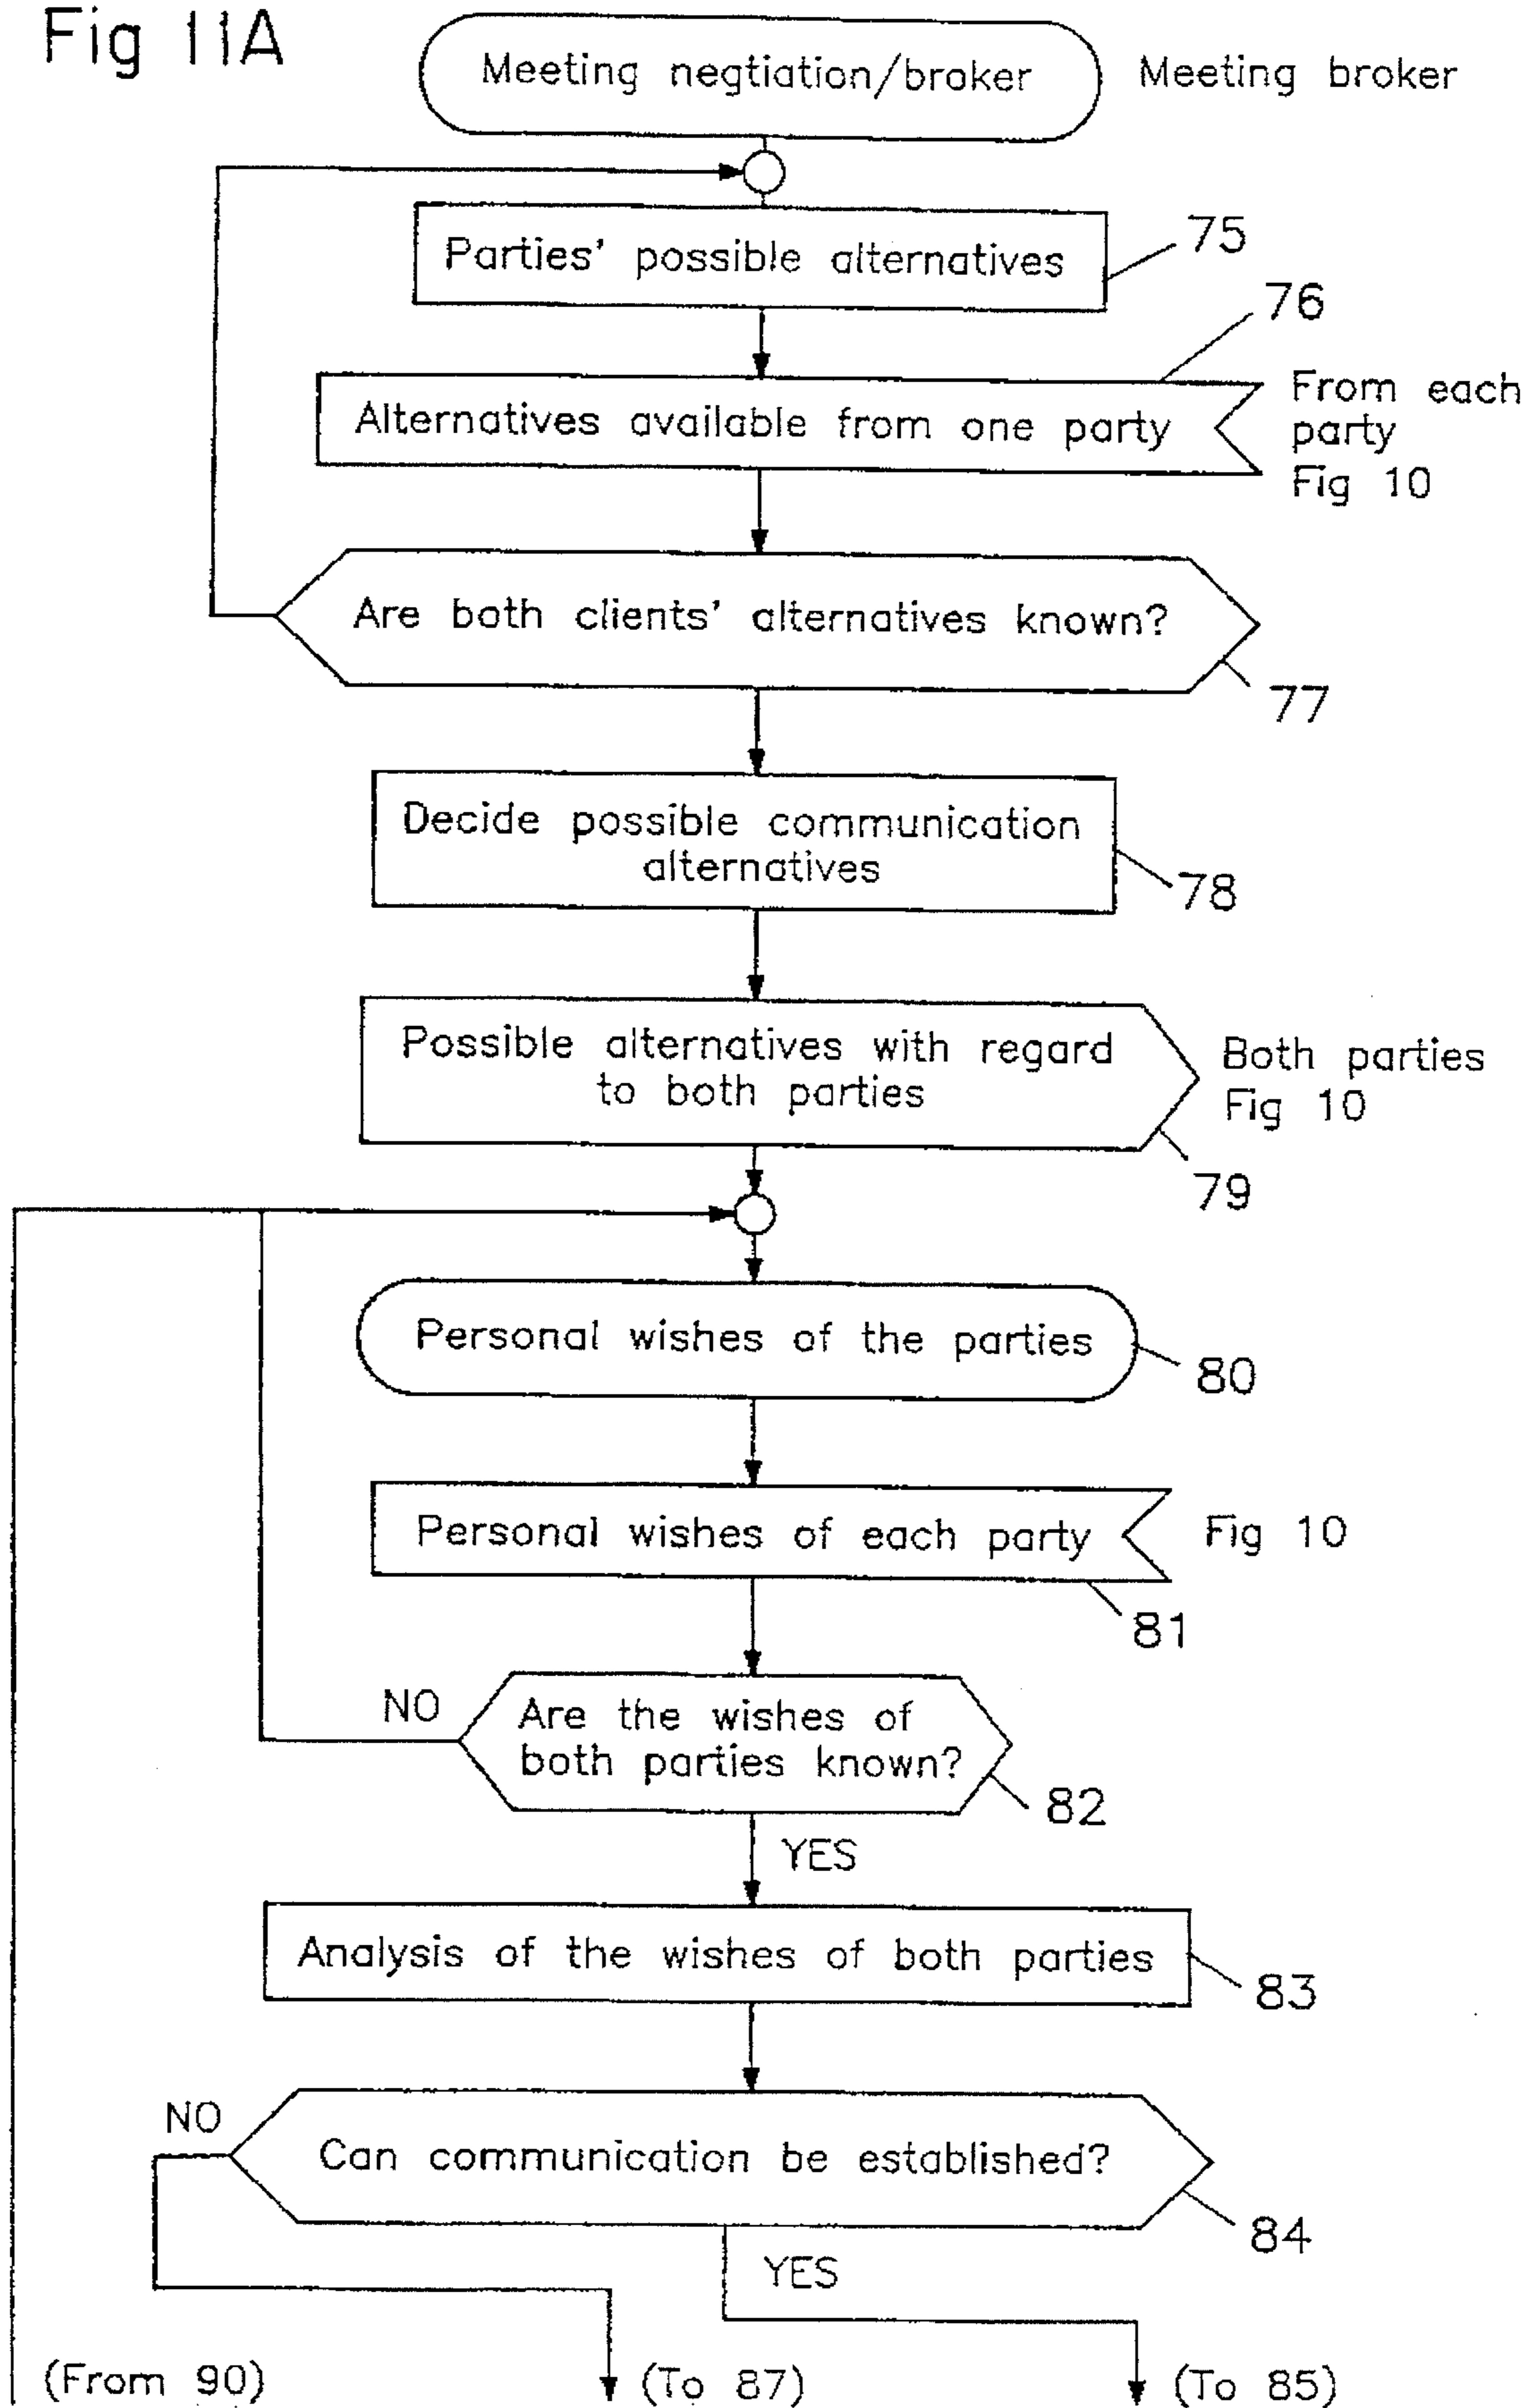 Fig 11A
Meeting negtiation/broker
Meeting broker
Parties' possible alternatives
75
76
Alternatives available from one party
From each
party
Fig 10
Are both clients' alternatives known?
77
Decide possible communication
alternatives
78
Possible alternatives with regard
to both parties
Both parties
Fig 10
79
Personal wishes of the parties
80
Personal wishes of each party
Fig 10
81
NO
Are the wishes of
both parties known?
82
YES
Analysis of the wishes of both parties
83
NO
Can communication be established?
84
YES
(From 90)
(To 87)
(To 85)